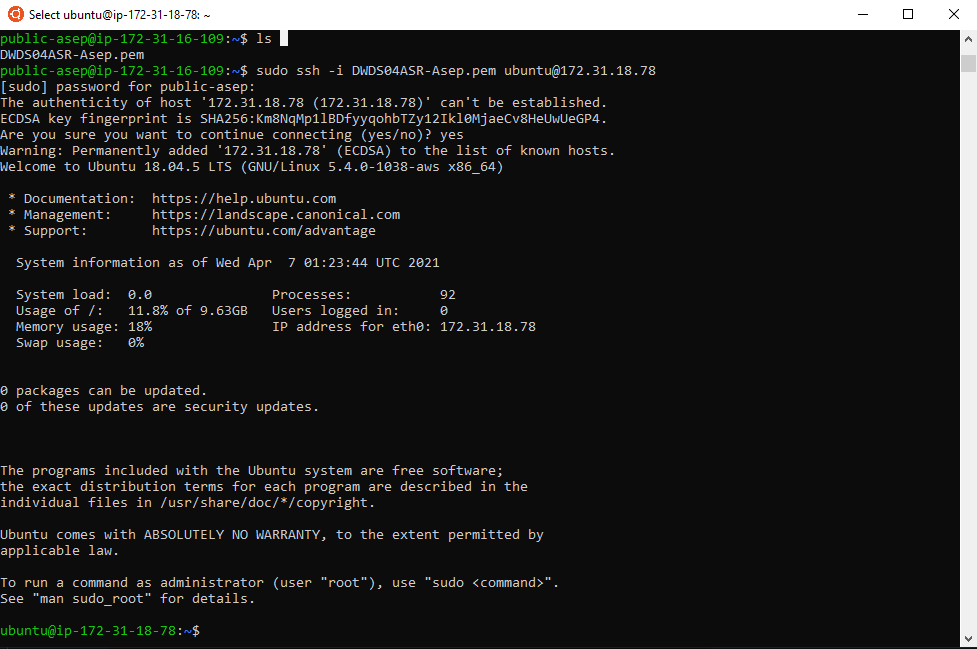 Select ubuntu@ip-172-31-18-78: ~
public-asep@ip-172-31-16-109:~$ ls
DWDS04ASR-Asep.pem
public-asep@ip-172-31-16-109:~$ sudo ssh -i DWDS04ASR-Asep.pem ubuntu@172.31.18.78
[sudo] password for public-asep:
The authenticity of host '172.31.18.78 (172.31.18.78)' can't be established.
ECDSA key fingerprint is SHA256:Km8NqMp1lBDfyyqohbTZy12Ikl0MjaeCv8HeUwUeGP4.
Are you sure you want to continue connecting (yes/no)? yes
Warning: Permanently added '172.31.18.78' (ECDSA) to the list of known hosts.
Welcome to Ubuntu 18.04.5 LTS (GNU/Linux 5.4.0-1038-aws x86_64)
* Documentation:  https://help.ubuntu.com
* Management:     https://landscape.canonical.com
* Support:        https://ubuntu.com/advantage
System information as of Wed Apr  7 01:23:44 UTC 2021
System load:  0.0               Processes:           92
Usage of /:   11.8% of 9.63GB   Users logged in:     0
Memory usage: 18%               IP address for eth0: 172.31.18.78
Swap usage:   0%
0 packages can be updated.
0 of these updates are security updates.
The programs included with the Ubuntu system are free software;
the exact distribution terms for each program are described in the
individual files in /usr/share/doc/*/copyright.
Ubuntu comes with ABSOLUTELY NO WARRANTY, to the extent permitted by
applicable law.
To run a command as administrator (user "root"), use "sudo <command>".
See "man sudo_root" for details.
ubuntu@ip-172-31-18-78:~$